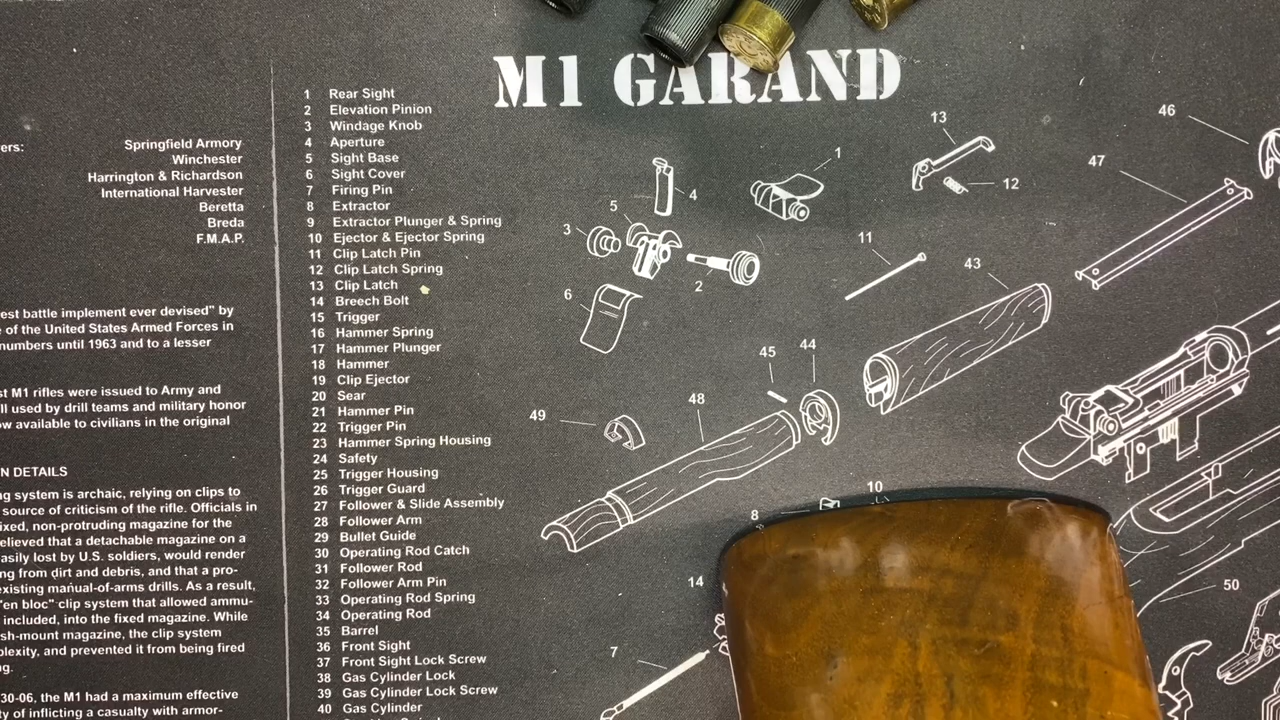 M1 GARAND
ers:
Springfield Armory
Winchester
Harrington & Richardson
International Harvester
Beretta
Breda
F.M.A.P.
est battle implement ever devised" by
e of the United States Armed Forces in
numbers until 1963 and to a lesser
st M1 rifles were issued to Army and
ll used by drill teams and military honor
ow available to civilians in the original
N DETAILS
ng system is archaic, relying on clips to
source of criticism of the rifle. Officials in
ixed, non-protruding magazine for the
elieved that a detachable magazine on a
asily lost by U.S. soldiers, would render
ng from dirt and debris, and that a pro-
existing manual-of-arms drills. As a result,
"en bloc" clip system that allowed ammu-
included, into the fixed magazine. While
sh-mount magazine, the clip system
plexity, and prevented it from being fired
g.
30-06, the M1 had a maximum effective
ty of inflicting a casualty with armor-
1 Rear Sight
2 Elevation Pinion
3 Windage Knob
4 Aperture
5 Sight Base
6 Sight Cover
7 Firing Pin
8 Extractor
9 Extractor Plunger & Spring
10 Ejector & Ejector Spring
11 Clip Latch Pin
12 Clip Latch Spring
13 Clip Latch
14 Breech Bolt
15 Trigger
16 Hammer Spring
17 Hammer Plunger
18 Hammer
19 Clip Ejector
20 Sear
21 Hammer Pin
22 Trigger Pin
23 Hammer Spring Housing
24 Safety
25 Trigger Housing
26 Trigger Guard
27 Follower & Slide Assembly
28 Follower Arm
29 Bullet Guide
30 Operating Rod Catch
31 Follower Rod
32 Follower Arm Pin
33 Operating Rod Spring
34 Operating Rod
35 Barrel
36 Front Sight
37 Front Sight Lock Screw
38 Gas Cylinder Lock
39 Gas Cylinder Lock Screw
40 Gas Cylinder
46
13
47
1
12
4
5
3
11
43
2
6
44
45
48
49
10
8
14
50
7